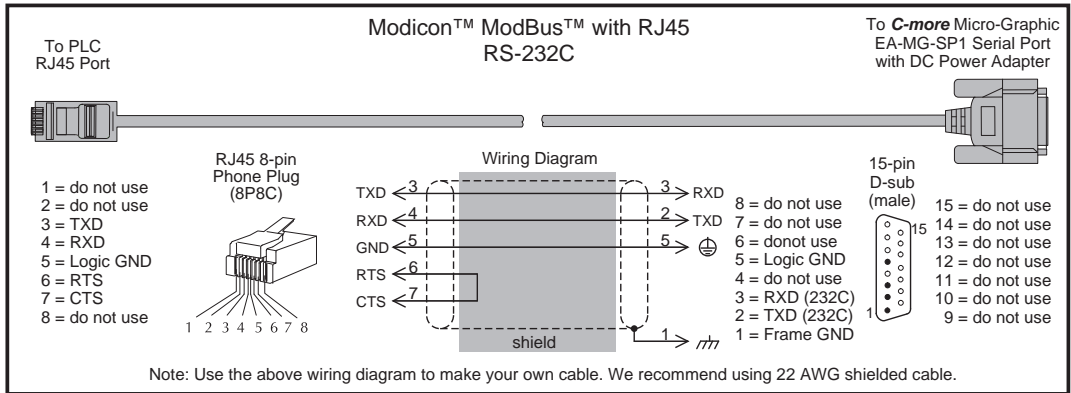 Modicon™ ModBus™ with RJ45
RS-232C
To PLC
RJ45 Port
To C-more Micro-Graphic
EA-MG-SP1 Serial Port
with DC Power Adapter
1 = do not use
2 = do not use
3 = TXD
4 = RXD
5 = Logic GND
6 = RTS
7 = CTS
8 = do not use
RJ45 8-pin
Phone Plug
(8P8C)
1 2 3 4 5 6 7 8
Wiring Diagram
TXD 3 3 RXD
RXD 4 2 TXD
GND 5 5
RTS 6
CTS 7
shield
1
8 = do not use
7 = do not use
6 = donot use
5 = Logic GND
4 = do not use
3 = RXD (232C)
2 = TXD (232C)
1 = Frame GND
15-pin
D-sub
(male)
15
1
15 = do not use
14 = do not use
13 = do not use
12 = do not use
11 = do not use
10 = do not use
9 = do not use
Note: Use the above wiring diagram to make your own cable. We recommend using 22 AWG shielded cable.